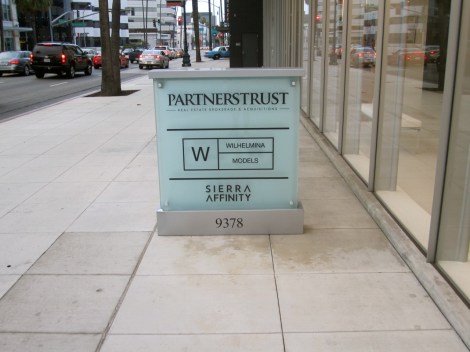 PARTNERSTRUST
REAL ESTATE BROKERAGE & ACQUISITIONS
W
WILHELMINA
MODELS
SIERRA
AFFINITY
9378